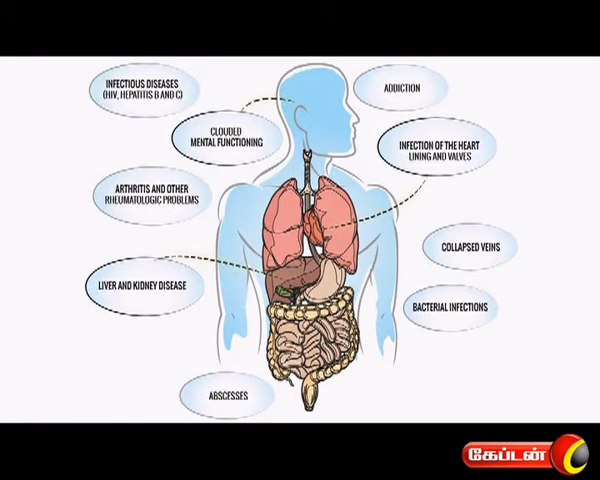 INFECTIOUS DISEASES
(HIV, HEPATITIS B AND C)
ADDICTION
CLOUDED
MENTAL FUNCTIONING
INFECTION OF THE HEART
LINING AND VALVES
ARTHRITIS AND OTHER
RHEUMATOLOGIC PROBLEMS
COLLAPSED VEINS
LIVER AND KIDNEY DISEASE
BACTERIAL INFECTIONS
ABSCESSES
கேப்டன்